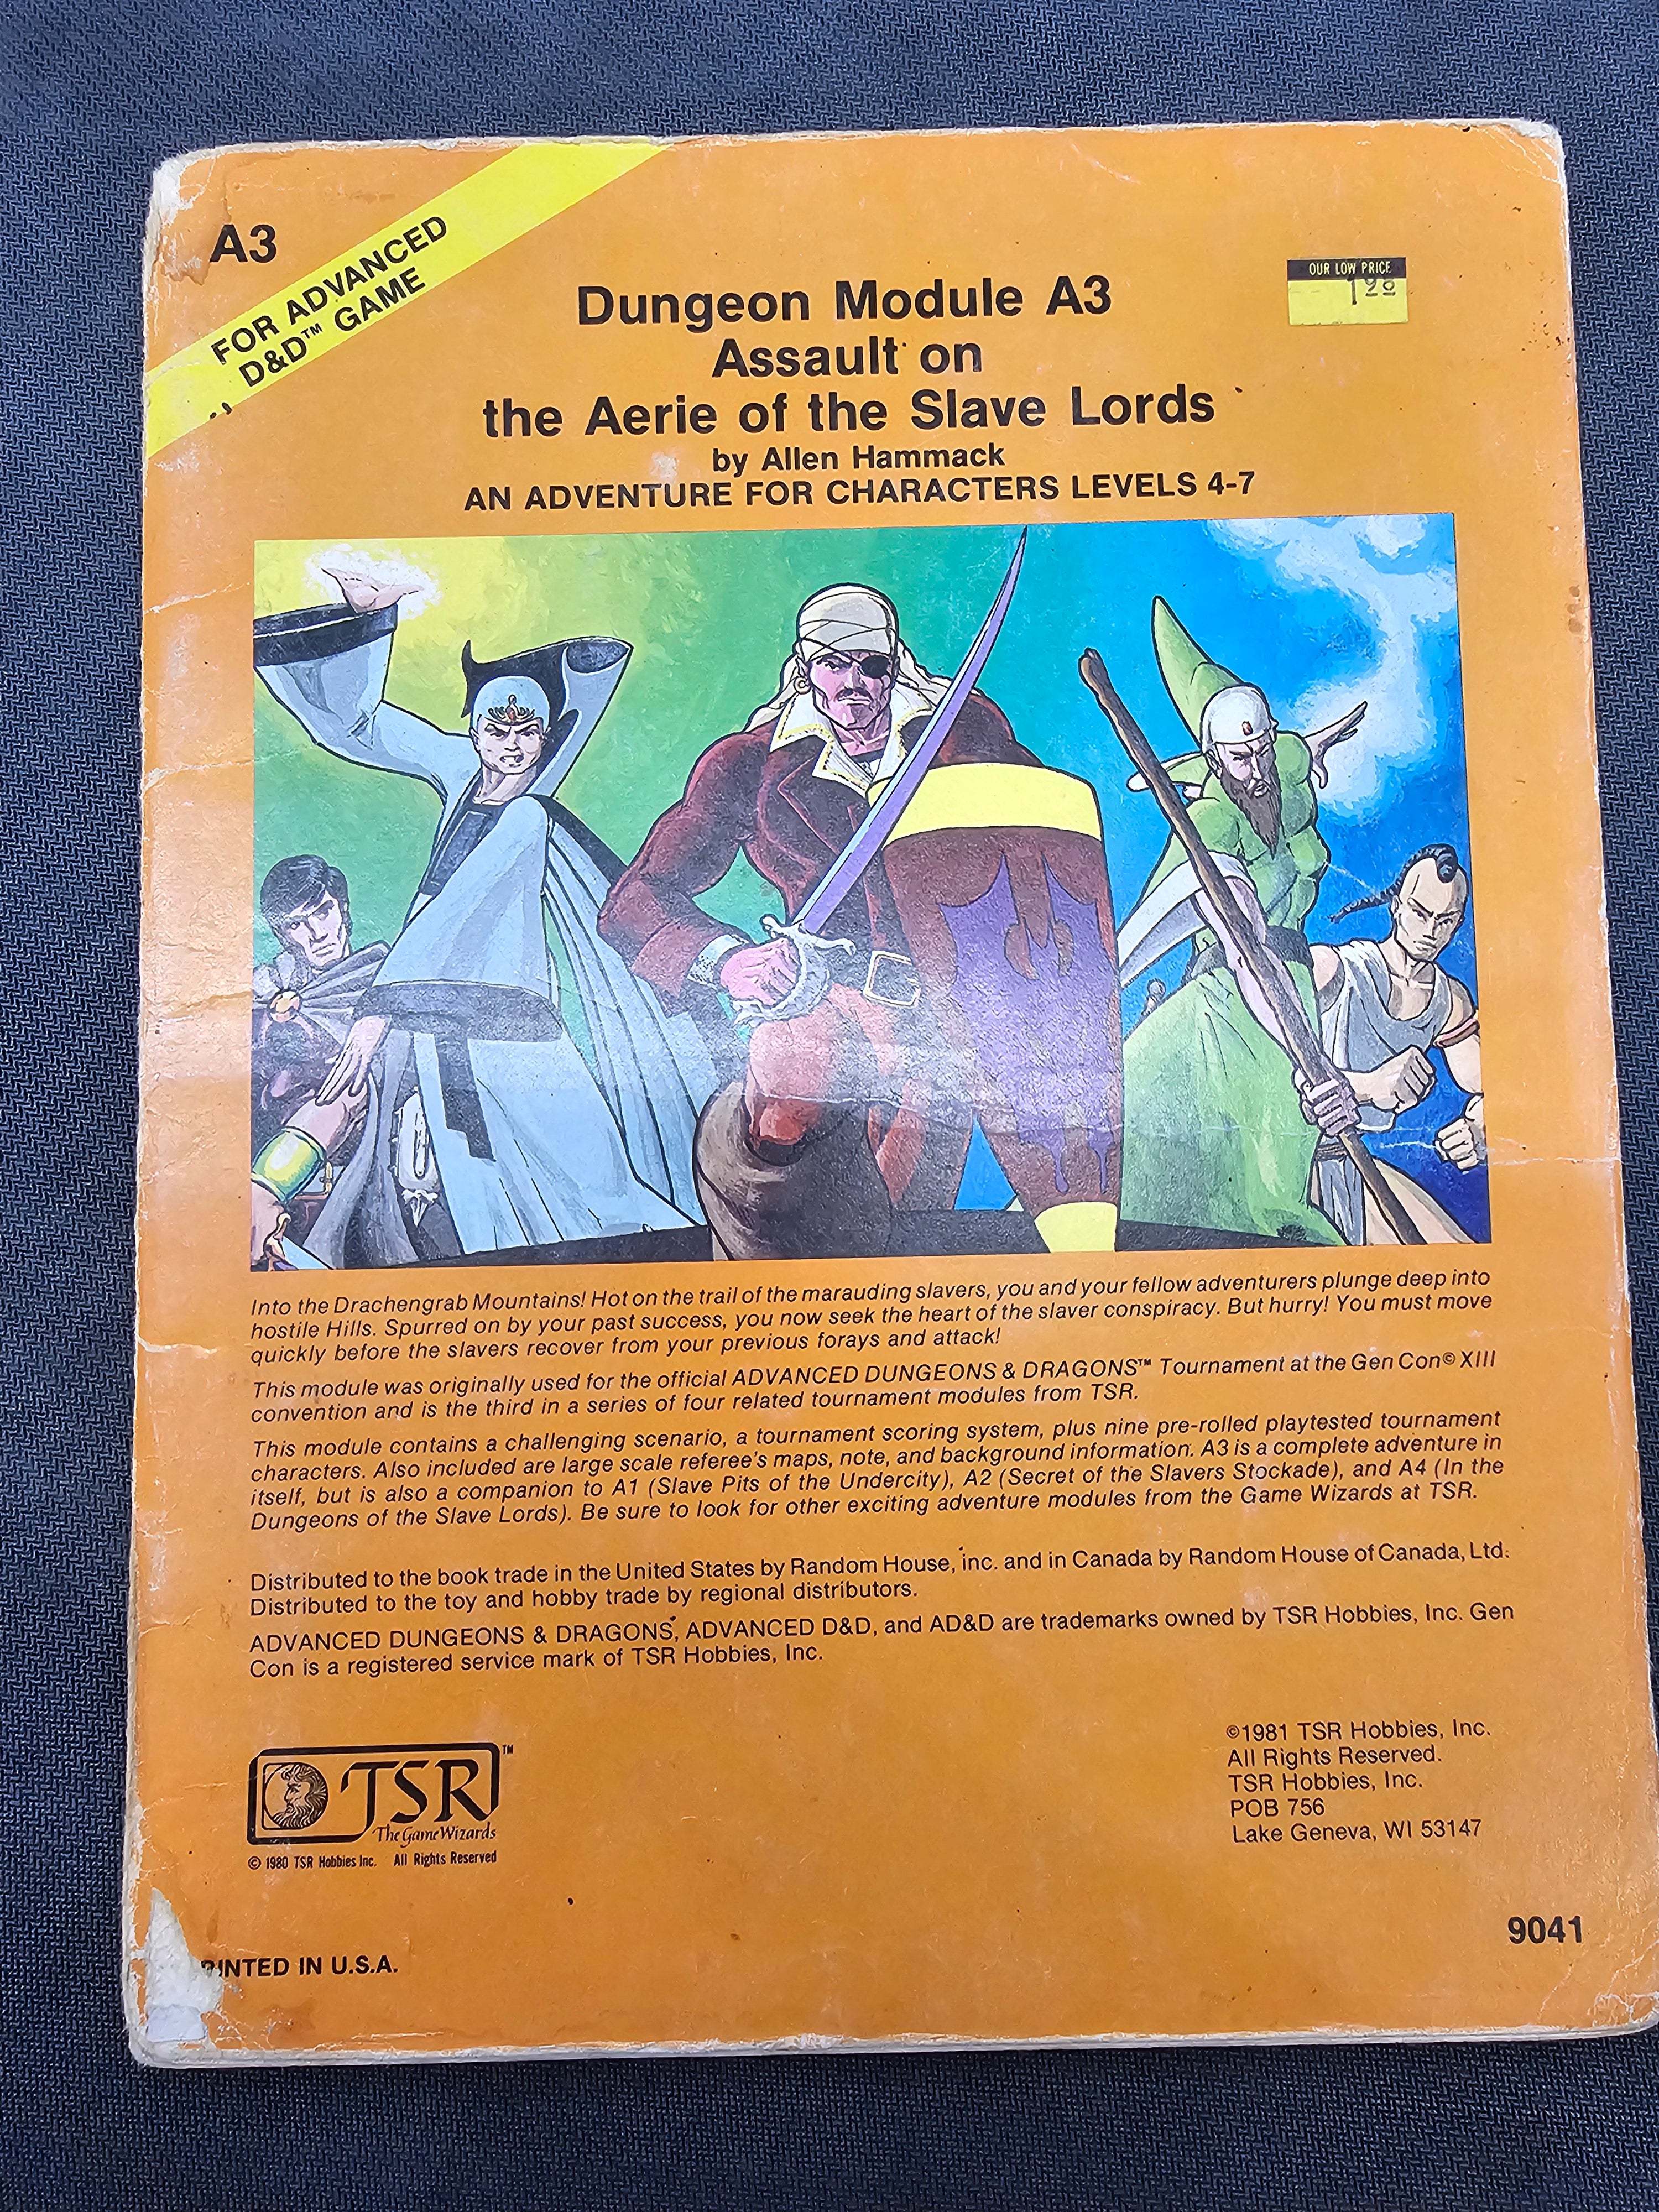 A3
FOR ADVANCED
D&D™ GAME
OUR LOW PRICE
Dungeon Module A3
Assault on
the Aerie of the Slave Lords
by Allen Hammack
AN ADVENTURE FOR CHARACTERS LEVELS 4-7
Into the Drachengrab Mountains! Hot on the trail of the marauding slavers, you and your fellow adventurers plunge deep into
hostile Hills. Spurred on by your past success, you now seek the heart of the slaver conspiracy. But hurry! You must move
quickly before the slavers recover from your previous forays and attack!
This module was originally used for the official ADVANCED DUNGEONS & DRAGONS™ Tournament at the Gen Con© XIII
convention and is the third in a series of four related tournament modules from TSR.
This module contains a challenging scenario, a tournament scoring system, plus nine pre-rolled playtested tournament
characters. Also included are large scale referee's maps, note, and background information. A3 is a complete adventure in
itself, but is also a companion to A1 (Slave Pits of the Undercity), A2 (Secret of the Slavers Stockade), and A4 (In the
Dungeons of the Slave Lords). Be sure to look for other exciting adventure modules from the Game Wizards at TSR.
Distributed to the book trade in the United States by Random House, inc. and in Canada by Random House of Canada, Ltd.
Distributed to the toy and hobby trade by regional distributors.
ADVANCED DUNGEONS & DRAGONS, ADVANCED D&D, and AD&D are trademarks owned by TSR Hobbies, Inc. Gen
Con is a registered service mark of TSR Hobbies, Inc.
TSR™
The Game Wizards
© 1980 TSR Hobbies Inc. All Rights Reserved
©1981 TSR Hobbies, Inc.
All Rights Reserved.
TSR Hobbies, Inc.
POB 756
Lake Geneva, WI 53147
9041
RINTED IN U.S.A.